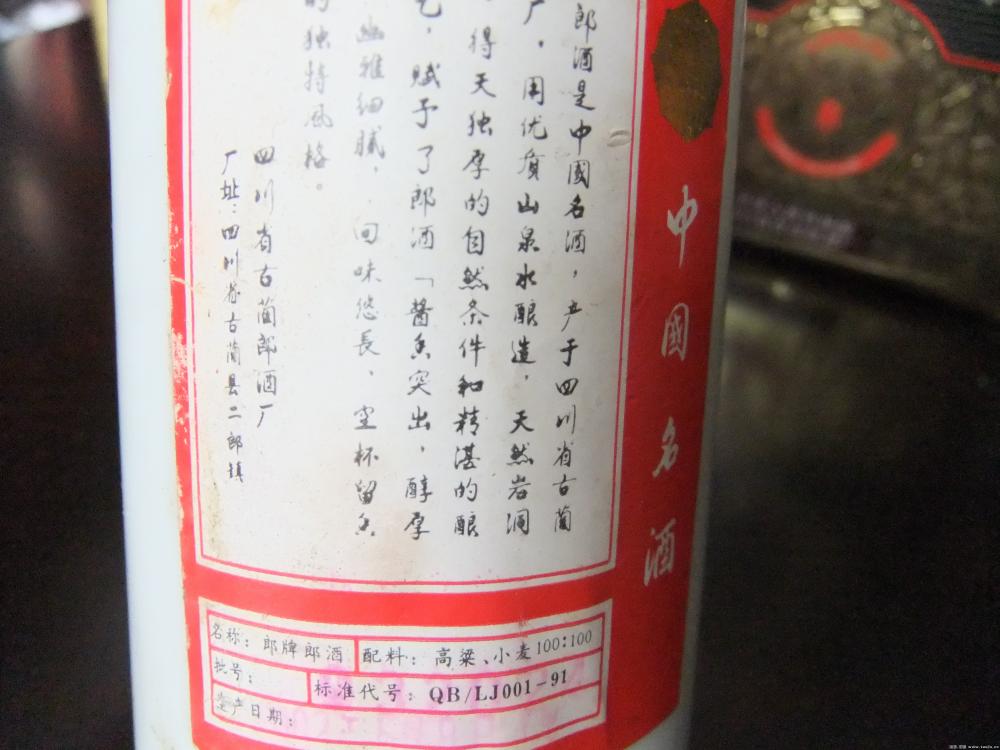 郎酒是中國名酒，产于四川省古蔺
厂，用优质山泉水酿造，天然岩洞
得天独厚的自然条件和精湛的酿
艺，赋予了郎酒「酱香突出，醇厚
幽雅细腻，回味悠長，空杯留香
的独特风格。
四川省古蔺郎酒厂
厂址：四川省古蔺县二郎镇
中國名酒
名称：郎牌郎酒 配料：高粱、小麦100:100
批号： 标准代号：QB/LJ001-91
生产日期：